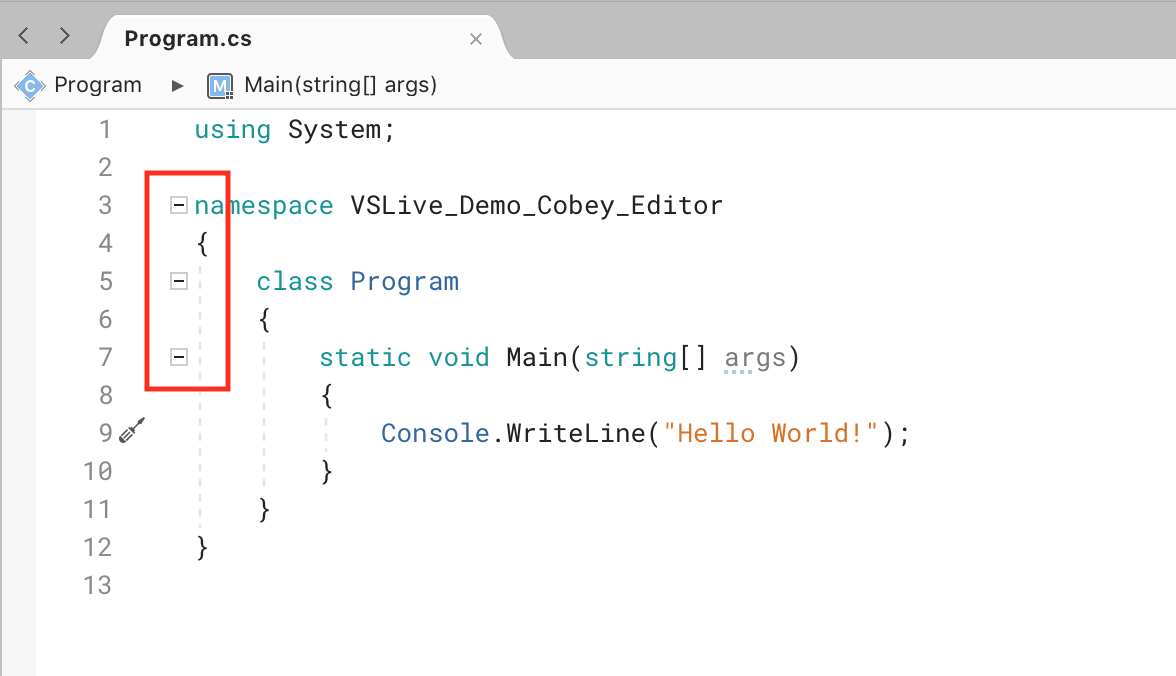 Program.cs
Program ▸ Main(string[] args)
1 using System;
2
3 namespace VSLive_Demo_Cobey_Editor
4 {
5     class Program
6     {
7         static void Main(string[] args)
8         {
9             Console.WriteLine("Hello World!");
10         }
11     }
12 }
13